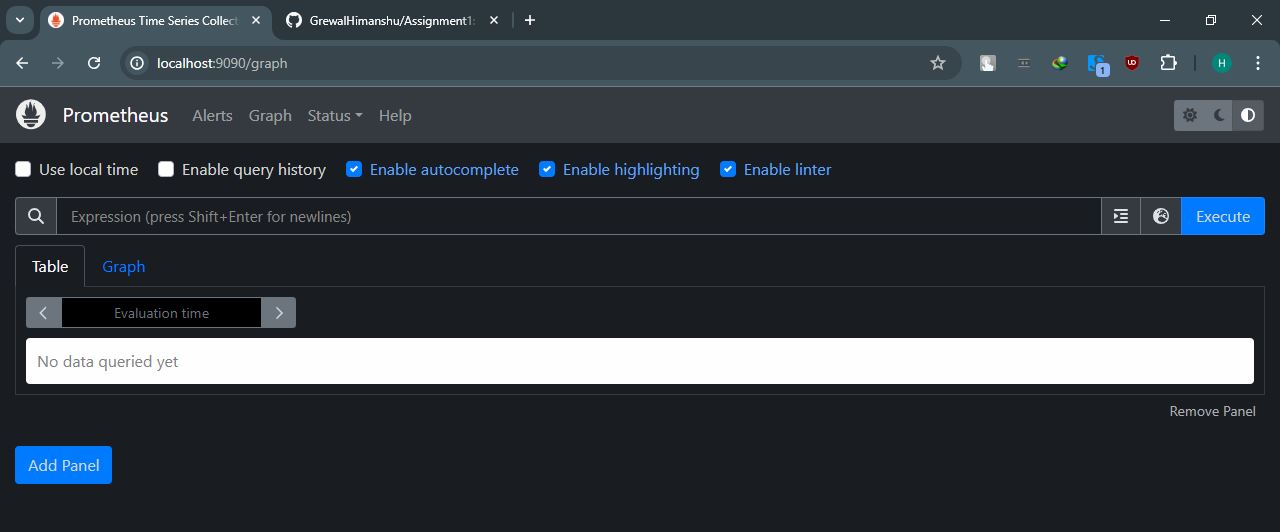 Prometheus Time Series Collect
GrewalHimanshu/Assignment1:
localhost:9090/graph
1
H
Prometheus Alerts Graph Status Help
Use local time Enable query history Enable autocomplete Enable highlighting Enable linter
Expression (press Shift+Enter for newlines) Execute
Table Graph
Evaluation time
No data queried yet
Remove Panel
Add Panel